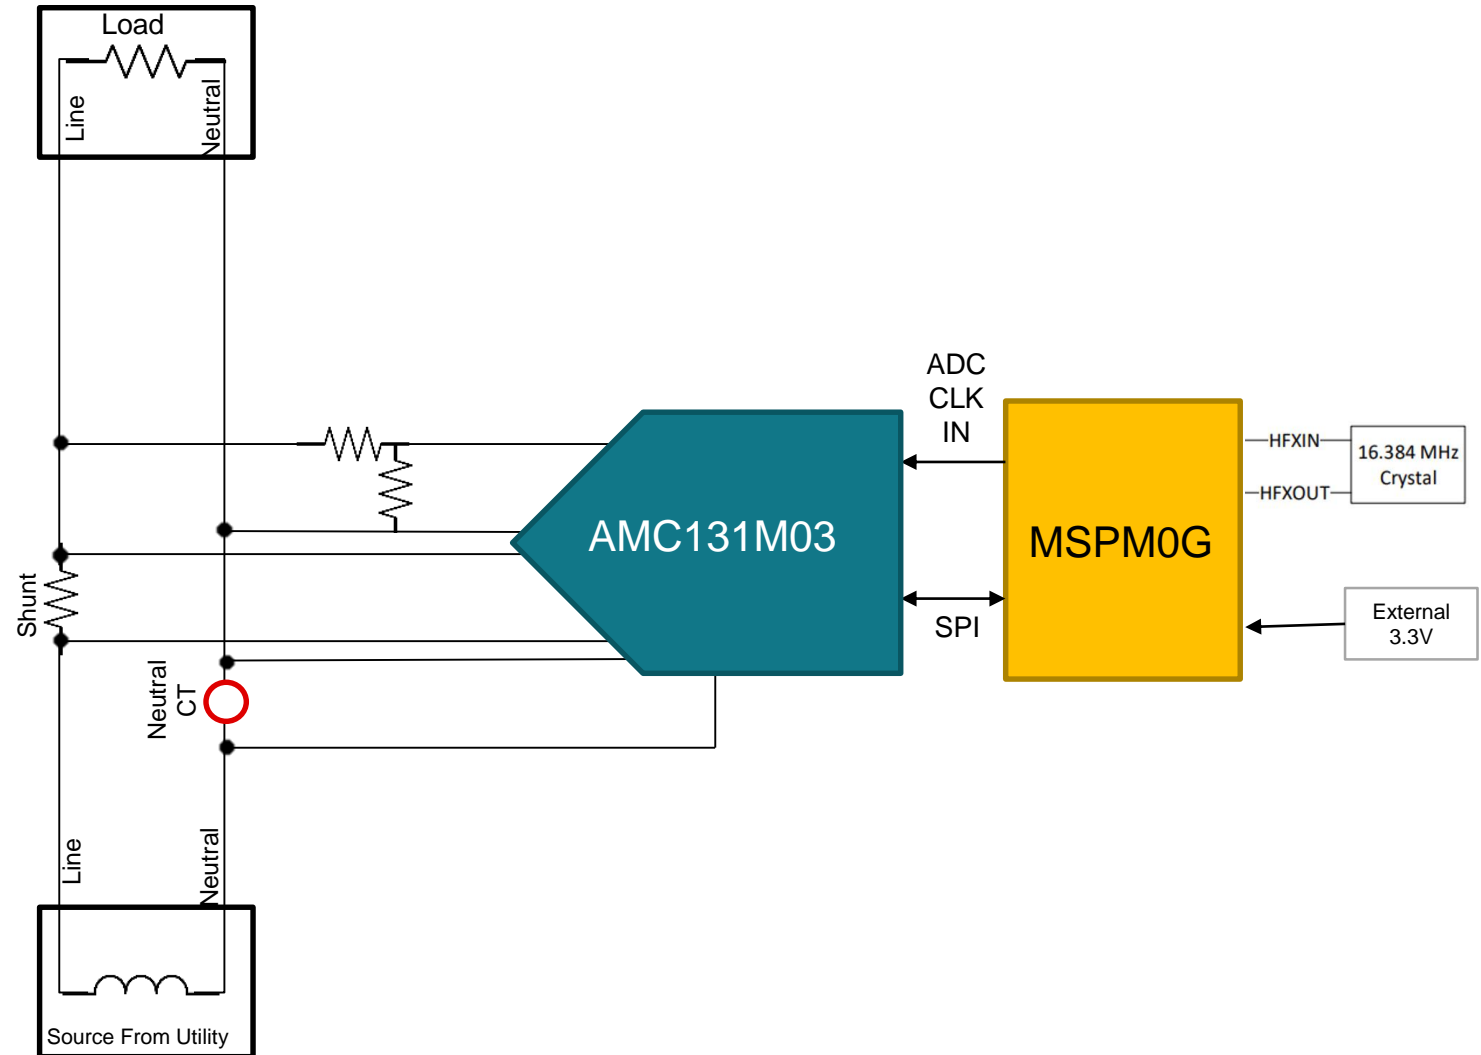 Load
Line
Neutral
ADC
CLK
IN
HFXIN
16.384 MHz
Crystal
HFXOUT
AMC131M03
MSPM0G
Shunt
SPI
External
3.3V
Neutral
CT
Line
Neutral
Source From Utility